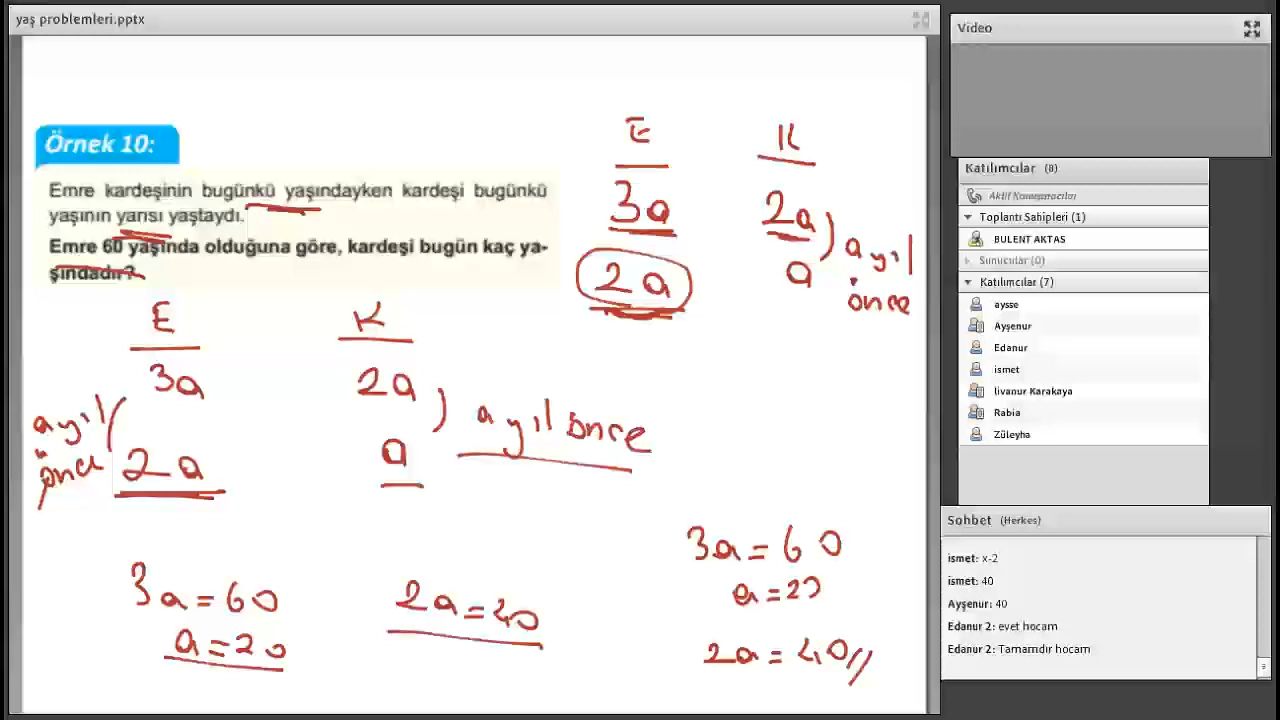 yaş problemleri.pptx
Örnek 10:
Emre kardeşinin bugünkü yaşındayken kardeşi bugünkü
yaşının yarısı yaştaydı.
Emre 60 yaşında olduğuna göre, kardeşi bugün kaç ya-
şındadır?
E K
3a 2a
2a a
a yıl
önce
E K
3a 2a
a yıl
önce
2a a
a yıl önce
3a = 60
a = 20
2a = 40
3a = 60
a = 20
2a = 40//
Video
Katılımcılar (8)
Aktif Konuşmacılar
Toplantı Sahipleri (1)
BULENT AKTAS
Sunucular (0)
Katılımcılar (7)
aysse
Ayşenur
Edanur
ismet
livanur Karakaya
Rabia
Züleyha
Sohbet (Herkes)
ismet: x-2
ismet: 40
Ayşenur: 40
Edanur 2: evet hocam
Edanur 2: Tamamdır hocam